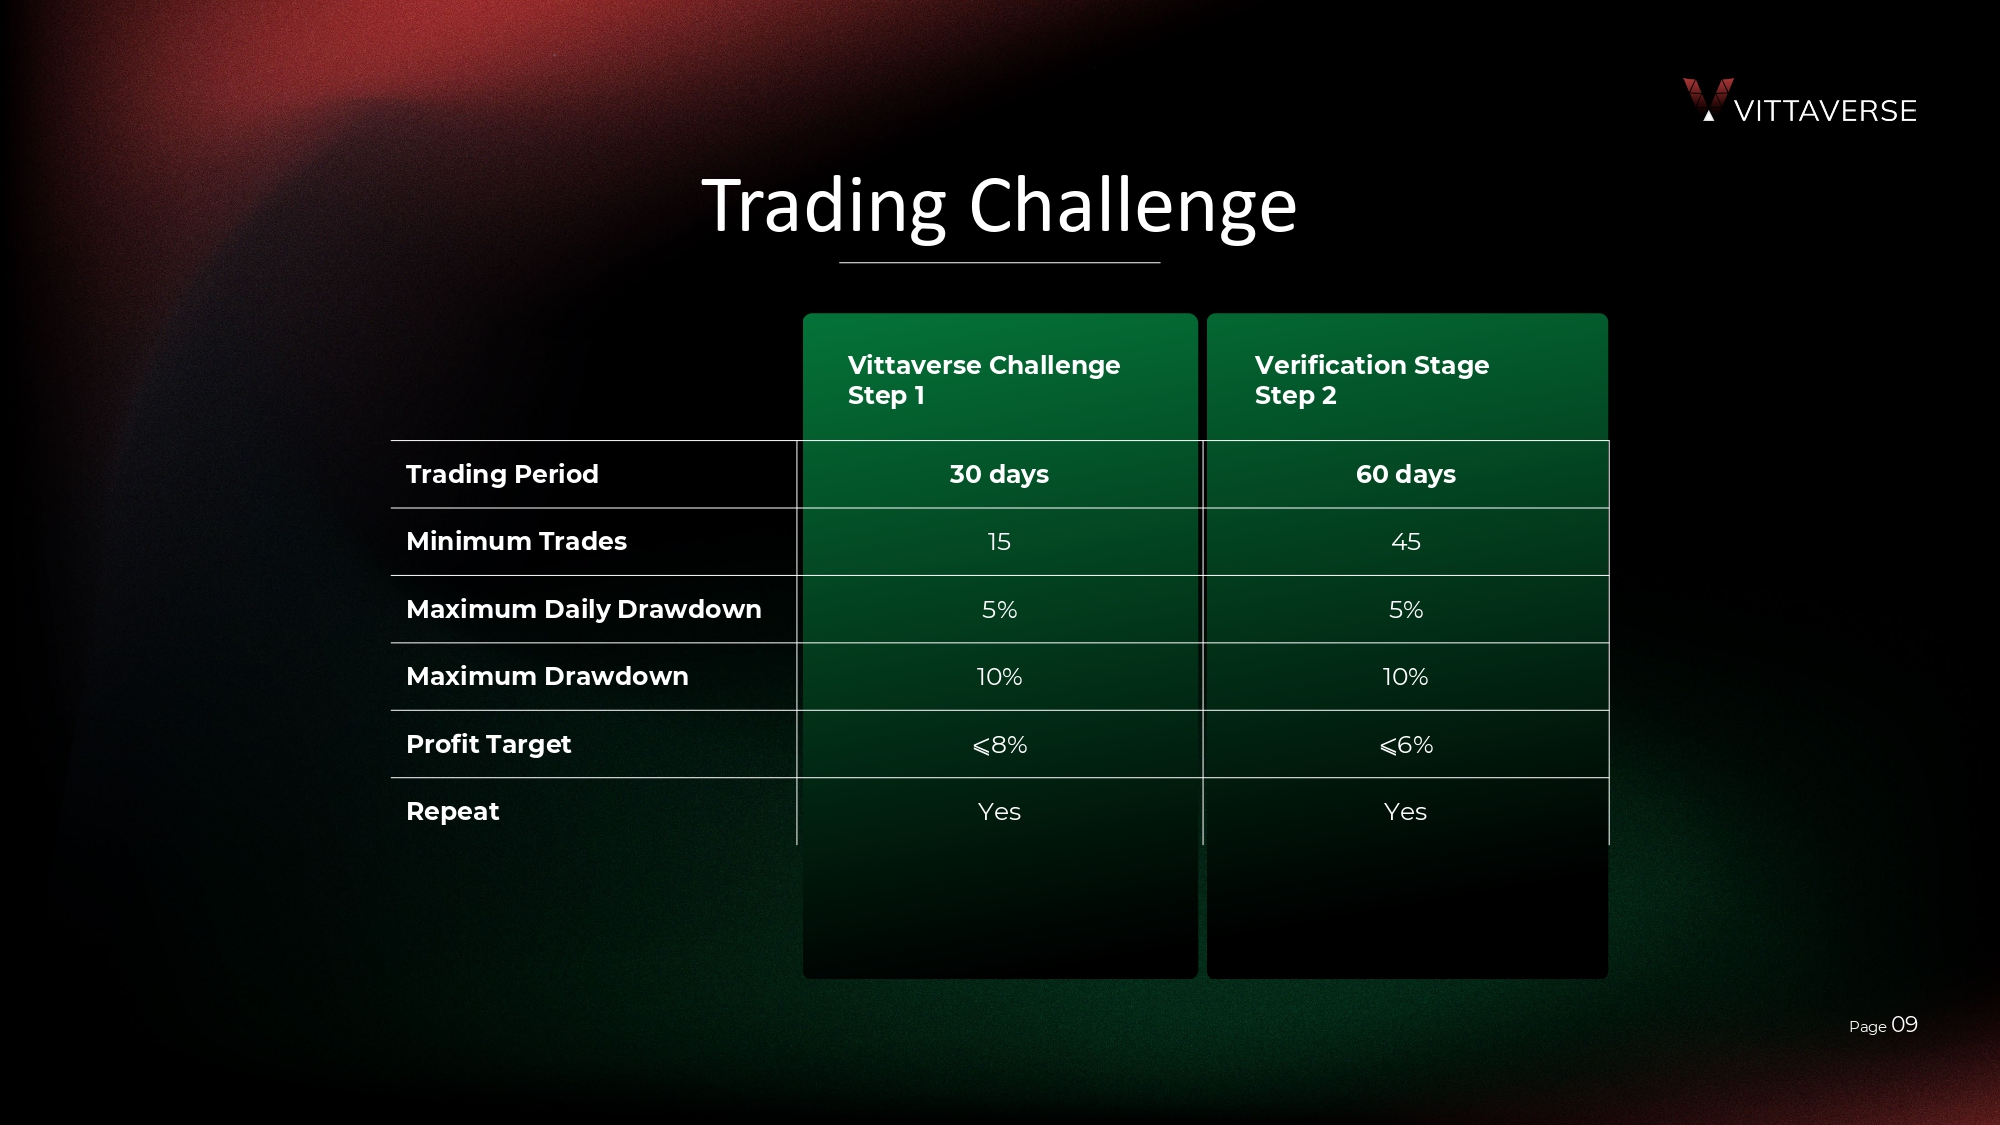 VITTAVERSE
Trading Challenge
Vittaverse Challenge
Step 1
Verification Stage
Step 2
Trading Period 30 days 60 days
Minimum Trades 15 45
Maximum Daily Drawdown 5% 5%
Maximum Drawdown 10% 10%
Profit Target ⩽8% ⩽6%
Repeat Yes Yes
Page 09